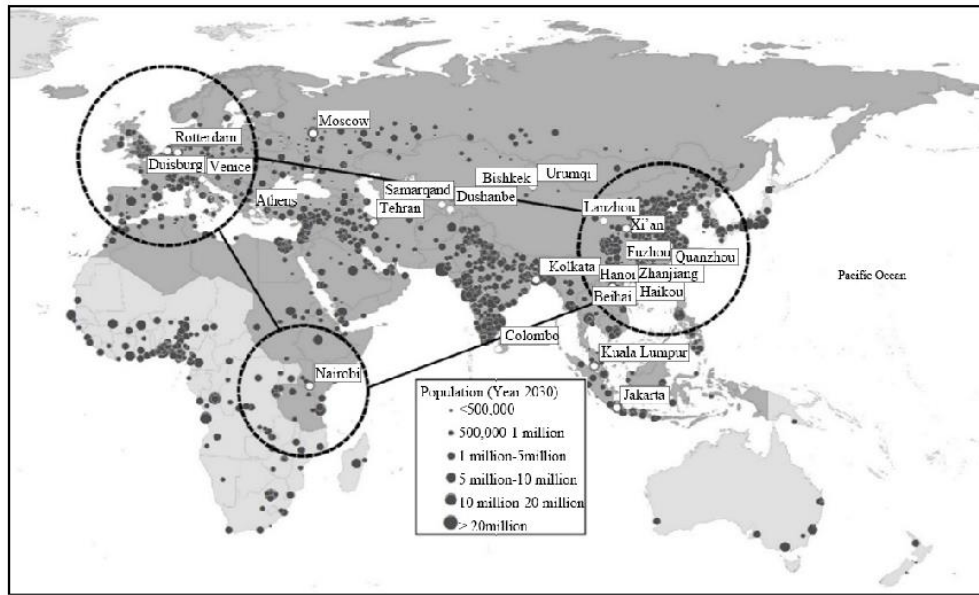 Moscow
Rotterdam
Duisburg
Venice
Athens
Samarqand
Bishkek
Urumqi
Dushanbe
Tehran
Lanzhou
Xi'an
Fuzhou
Quanzhou
Kolkata
Hanoi
Zhanjiang
Beihai
Haikou
Pacific Ocean
Colombo
Kuala Lumpur
Nairobi
Jakarta
Population (Year 2030)
<500,000
500,000-1 million
1 million-5million
5 million-10 million
10 million-20 million
> 20million